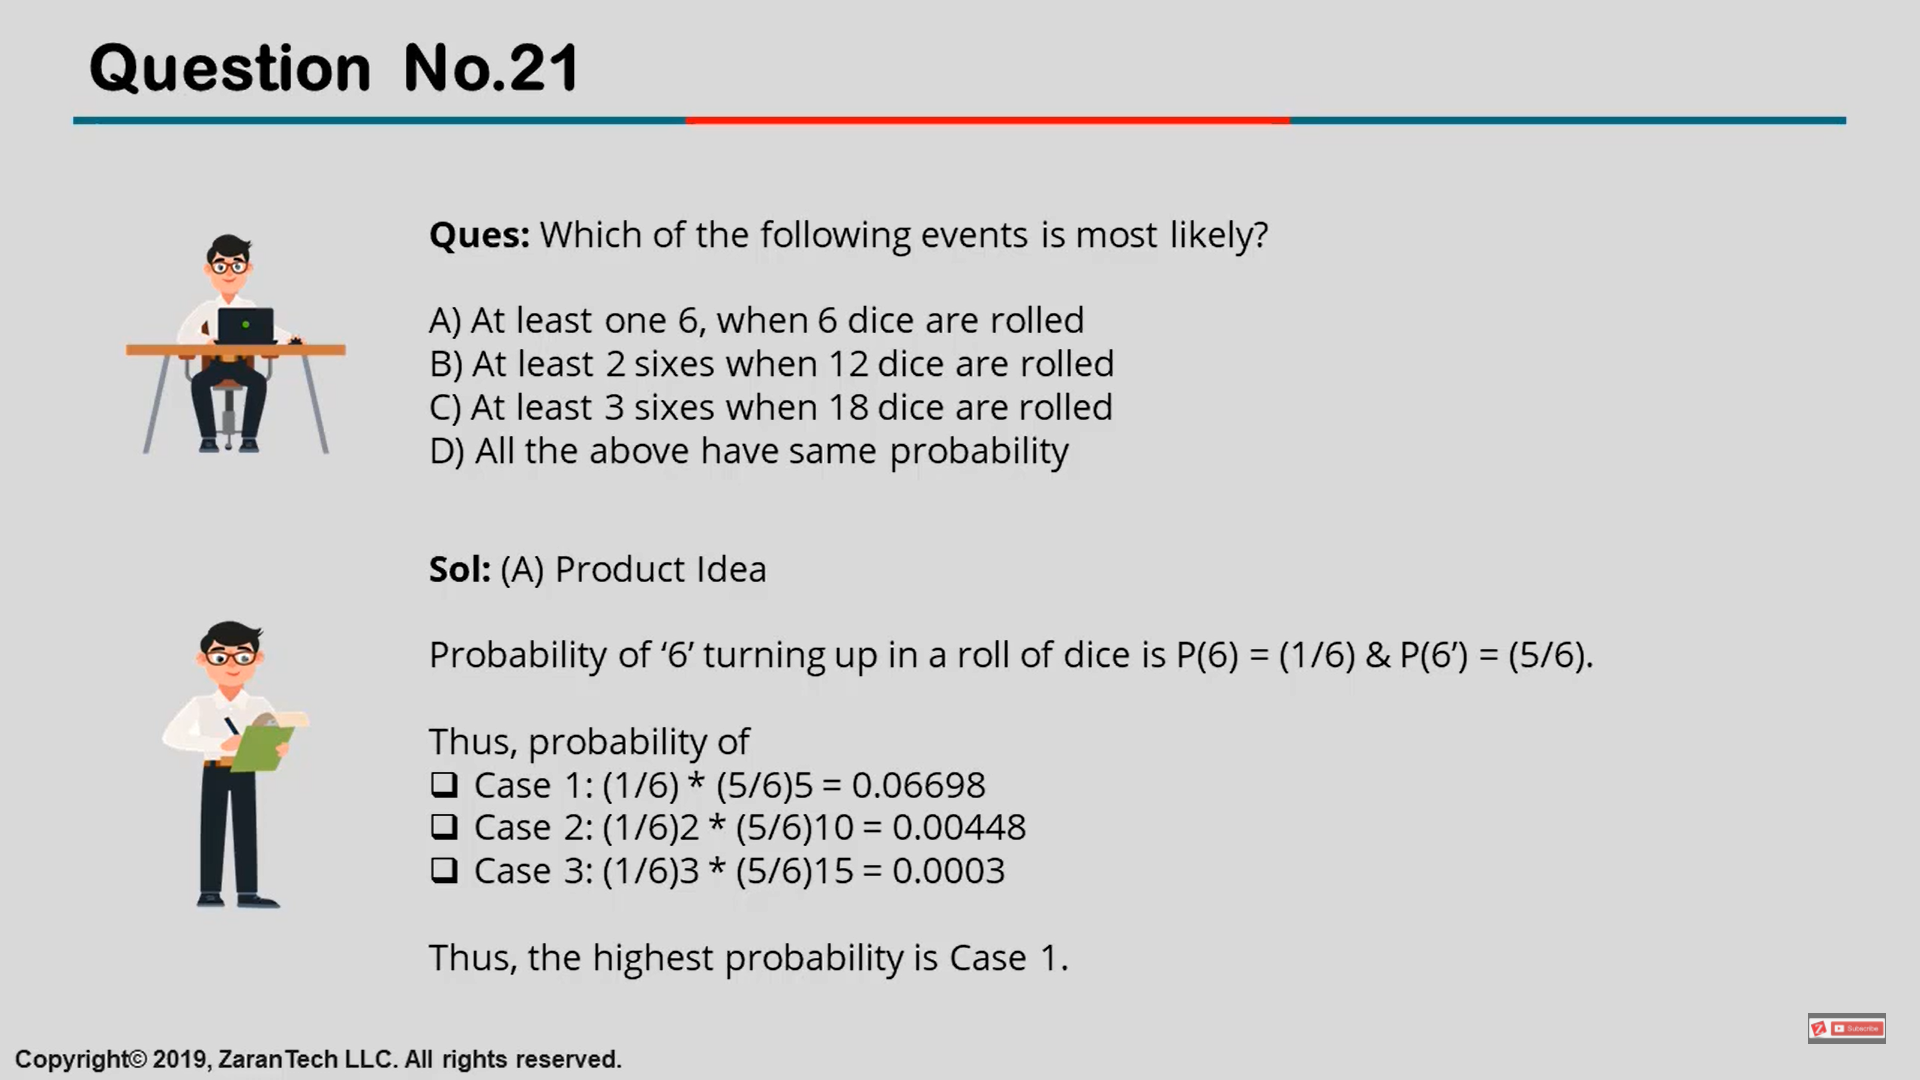 Question No.21
Ques: Which of the following events is most likely?
A) At least one 6, when 6 dice are rolled
B) At least 2 sixes when 12 dice are rolled
C) At least 3 sixes when 18 dice are rolled
D) All the above have same probability
Sol: (A) Product Idea
Probability of ‘6’ turning up in a roll of dice is P(6) = (1/6) & P(6’) = (5/6).
Thus, probability of
❑ Case 1: (1/6) * (5/6)5 = 0.06698
❑ Case 2: (1/6)2 * (5/6)10 = 0.00448
❑ Case 3: (1/6)3 * (5/6)15 = 0.0003
Thus, the highest probability is Case 1.
Subscribe
Copyright© 2019, ZaranTech LLC. All rights reserved.